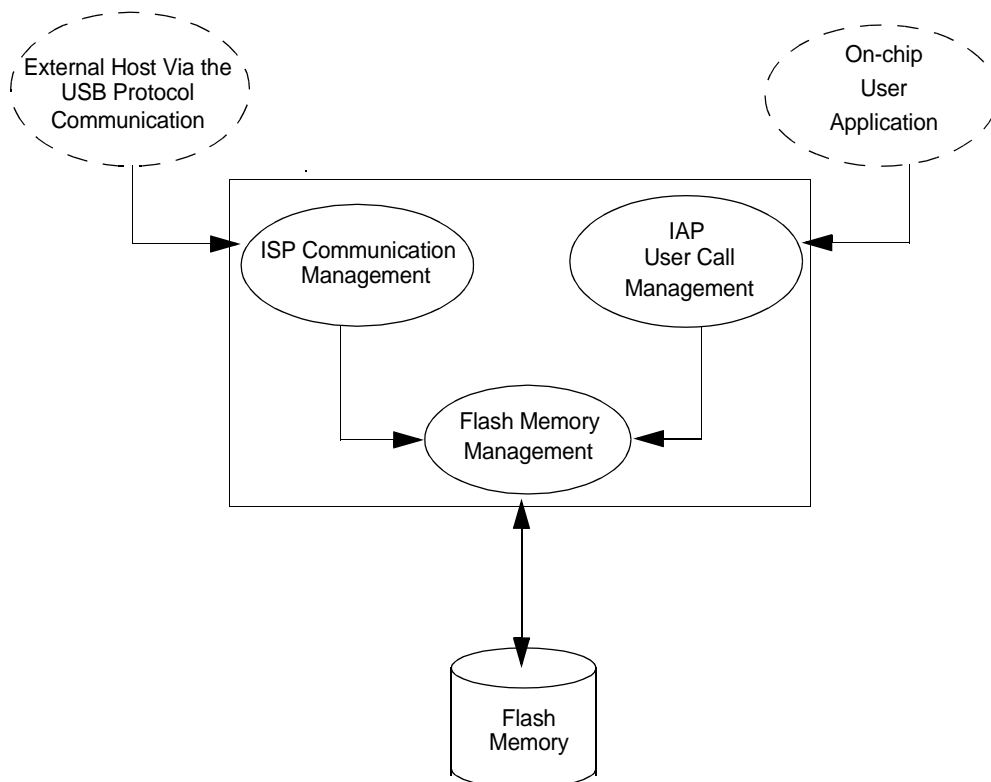 External Host Via the
USB Protocol
Communication
On-chip
User
Application
ISP Communication
Management
IAP
User Call
Management
Flash Memory
Management
Flash
Memory